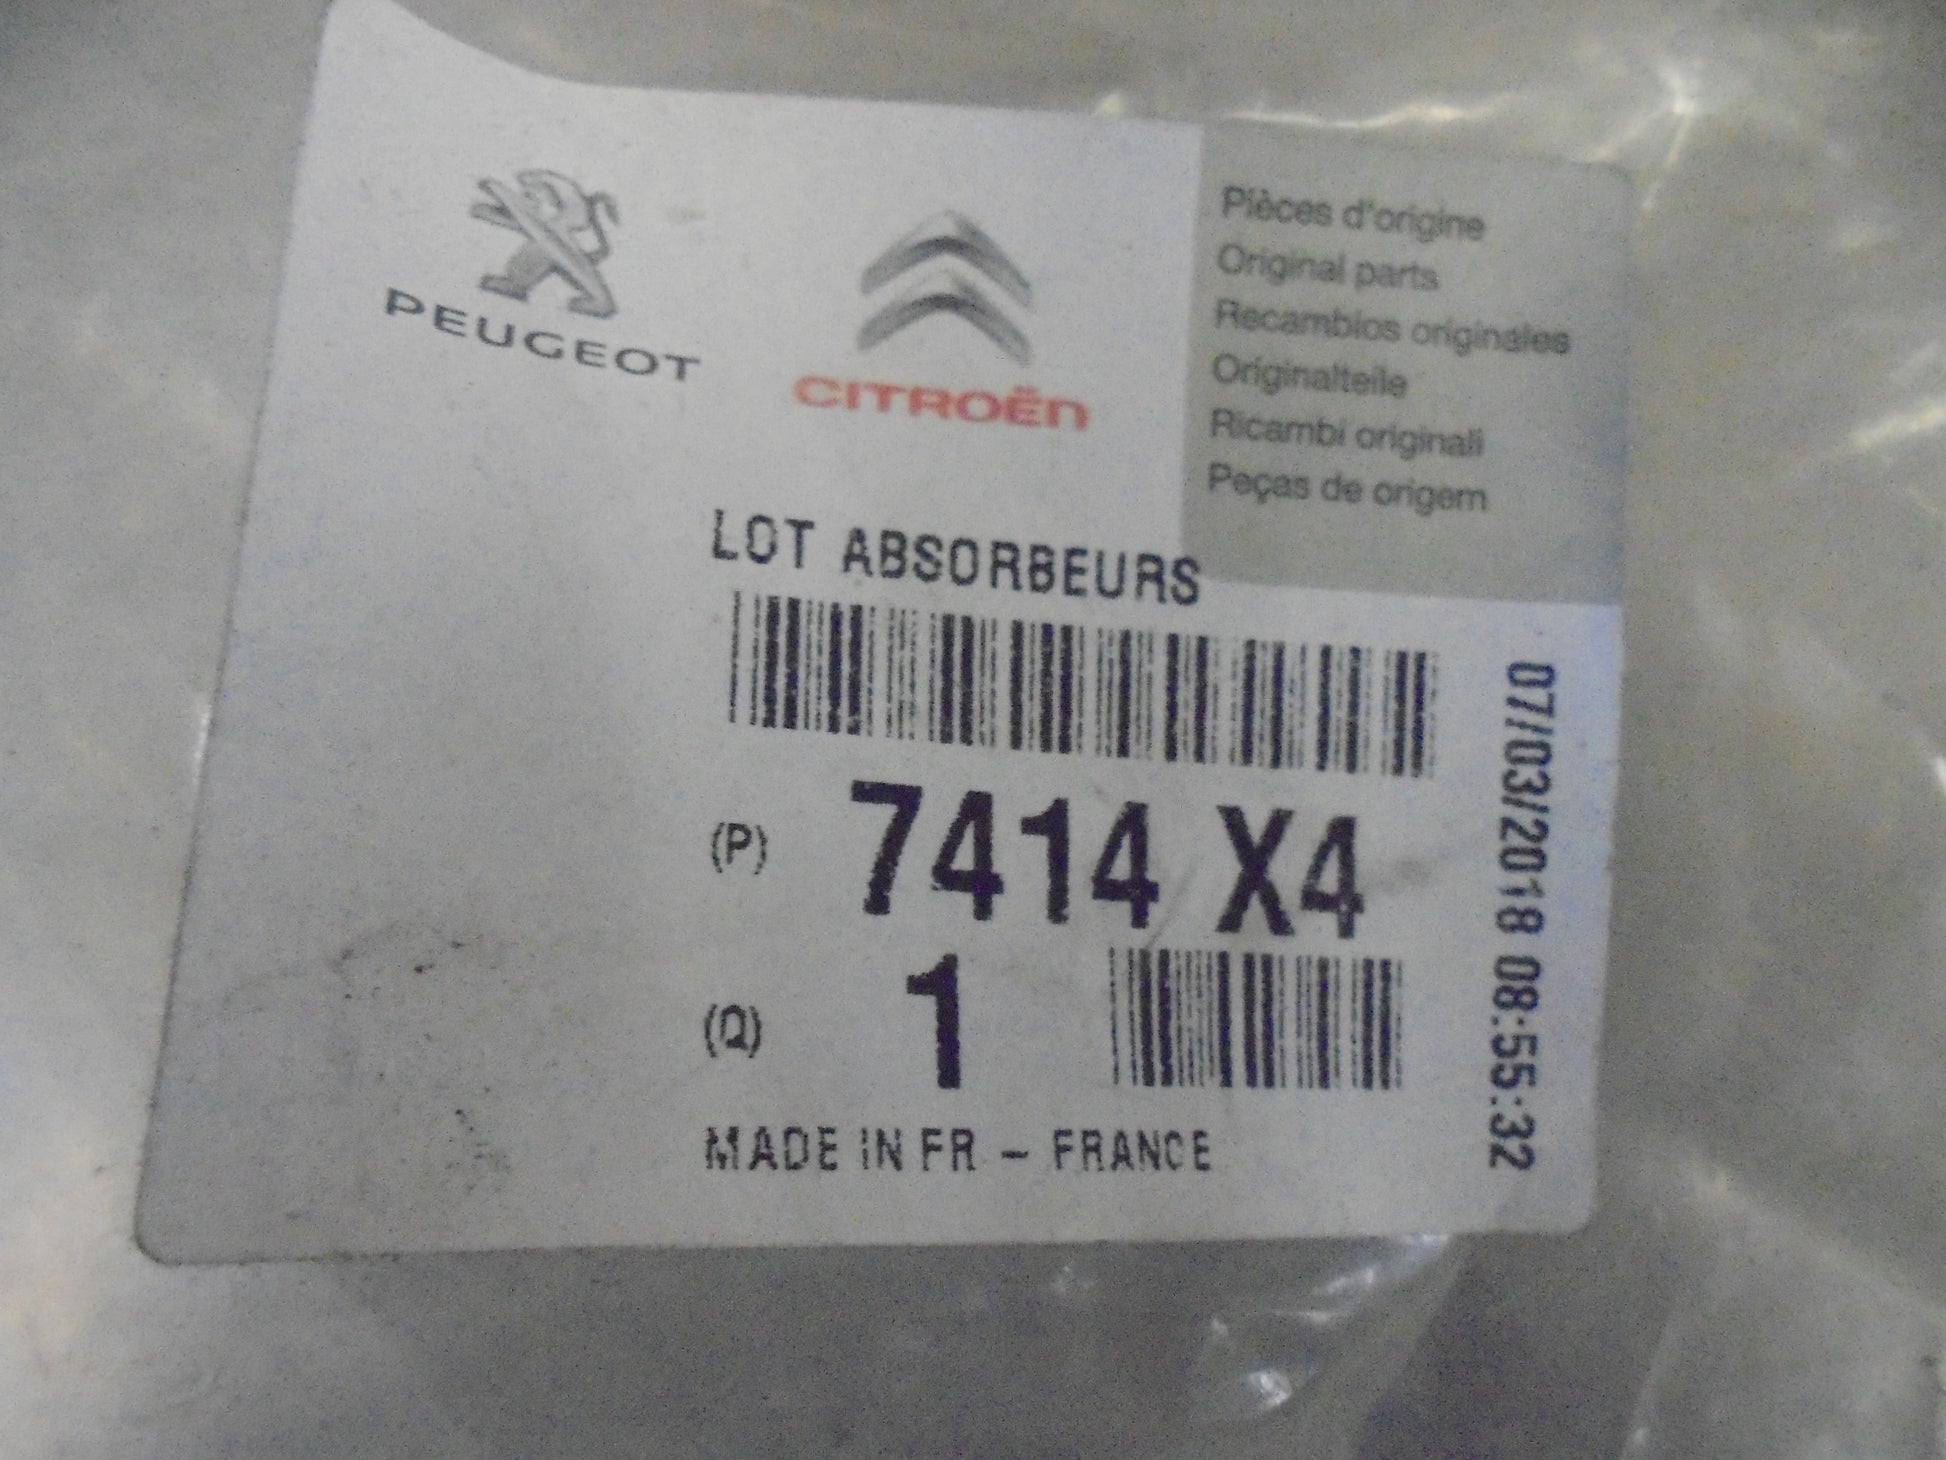 PEUGEOT
CITROËN
Pièces d'origine
Original parts
Recambios originales
Originalteile
Ricambi originali
Peças de origem
LOT ABSORBEURS
(P) 7414 X4
(Q) 1
MADE IN FR - FRANCE
07/03/2018 08:55:32